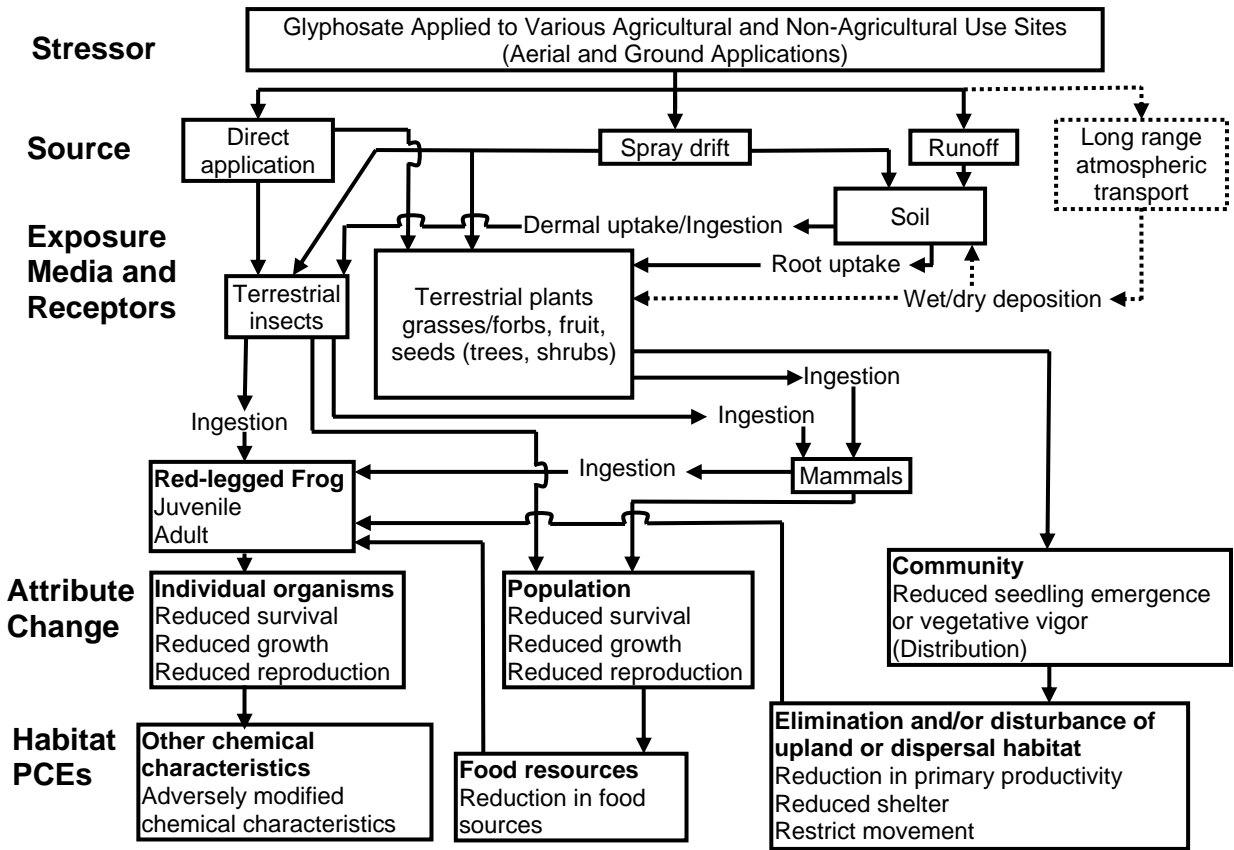 Stressor
Glyphosate Applied to Various Agricultural and Non-Agricultural Use Sites
(Aerial and Ground Applications)
Source
Direct
application
Spray drift
Runoff
Long range
atmospheric
transport
Exposure
Media and
Receptors
Soil
Dermal uptake/Ingestion
Root uptake
Wet/dry deposition
Terrestrial
insects
Terrestrial plants
grasses/forbs, fruit,
seeds (trees, shrubs)
Ingestion
Ingestion
Ingestion
Ingestion
Mammals
Red-legged Frog
Juvenile
Adult
Attribute
Change
Individual organisms
Reduced survival
Reduced growth
Reduced reproduction
Population
Reduced survival
Reduced growth
Reduced reproduction
Community
Reduced seedling emergence
or vegetative vigor
(Distribution)
Habitat
PCEs
Other chemical
characteristics
Adversely modified
chemical characteristics
Food resources
Reduction in food
sources
Elimination and/or disturbance of
upland or dispersal habitat
Reduction in primary productivity
Reduced shelter
Restrict movement